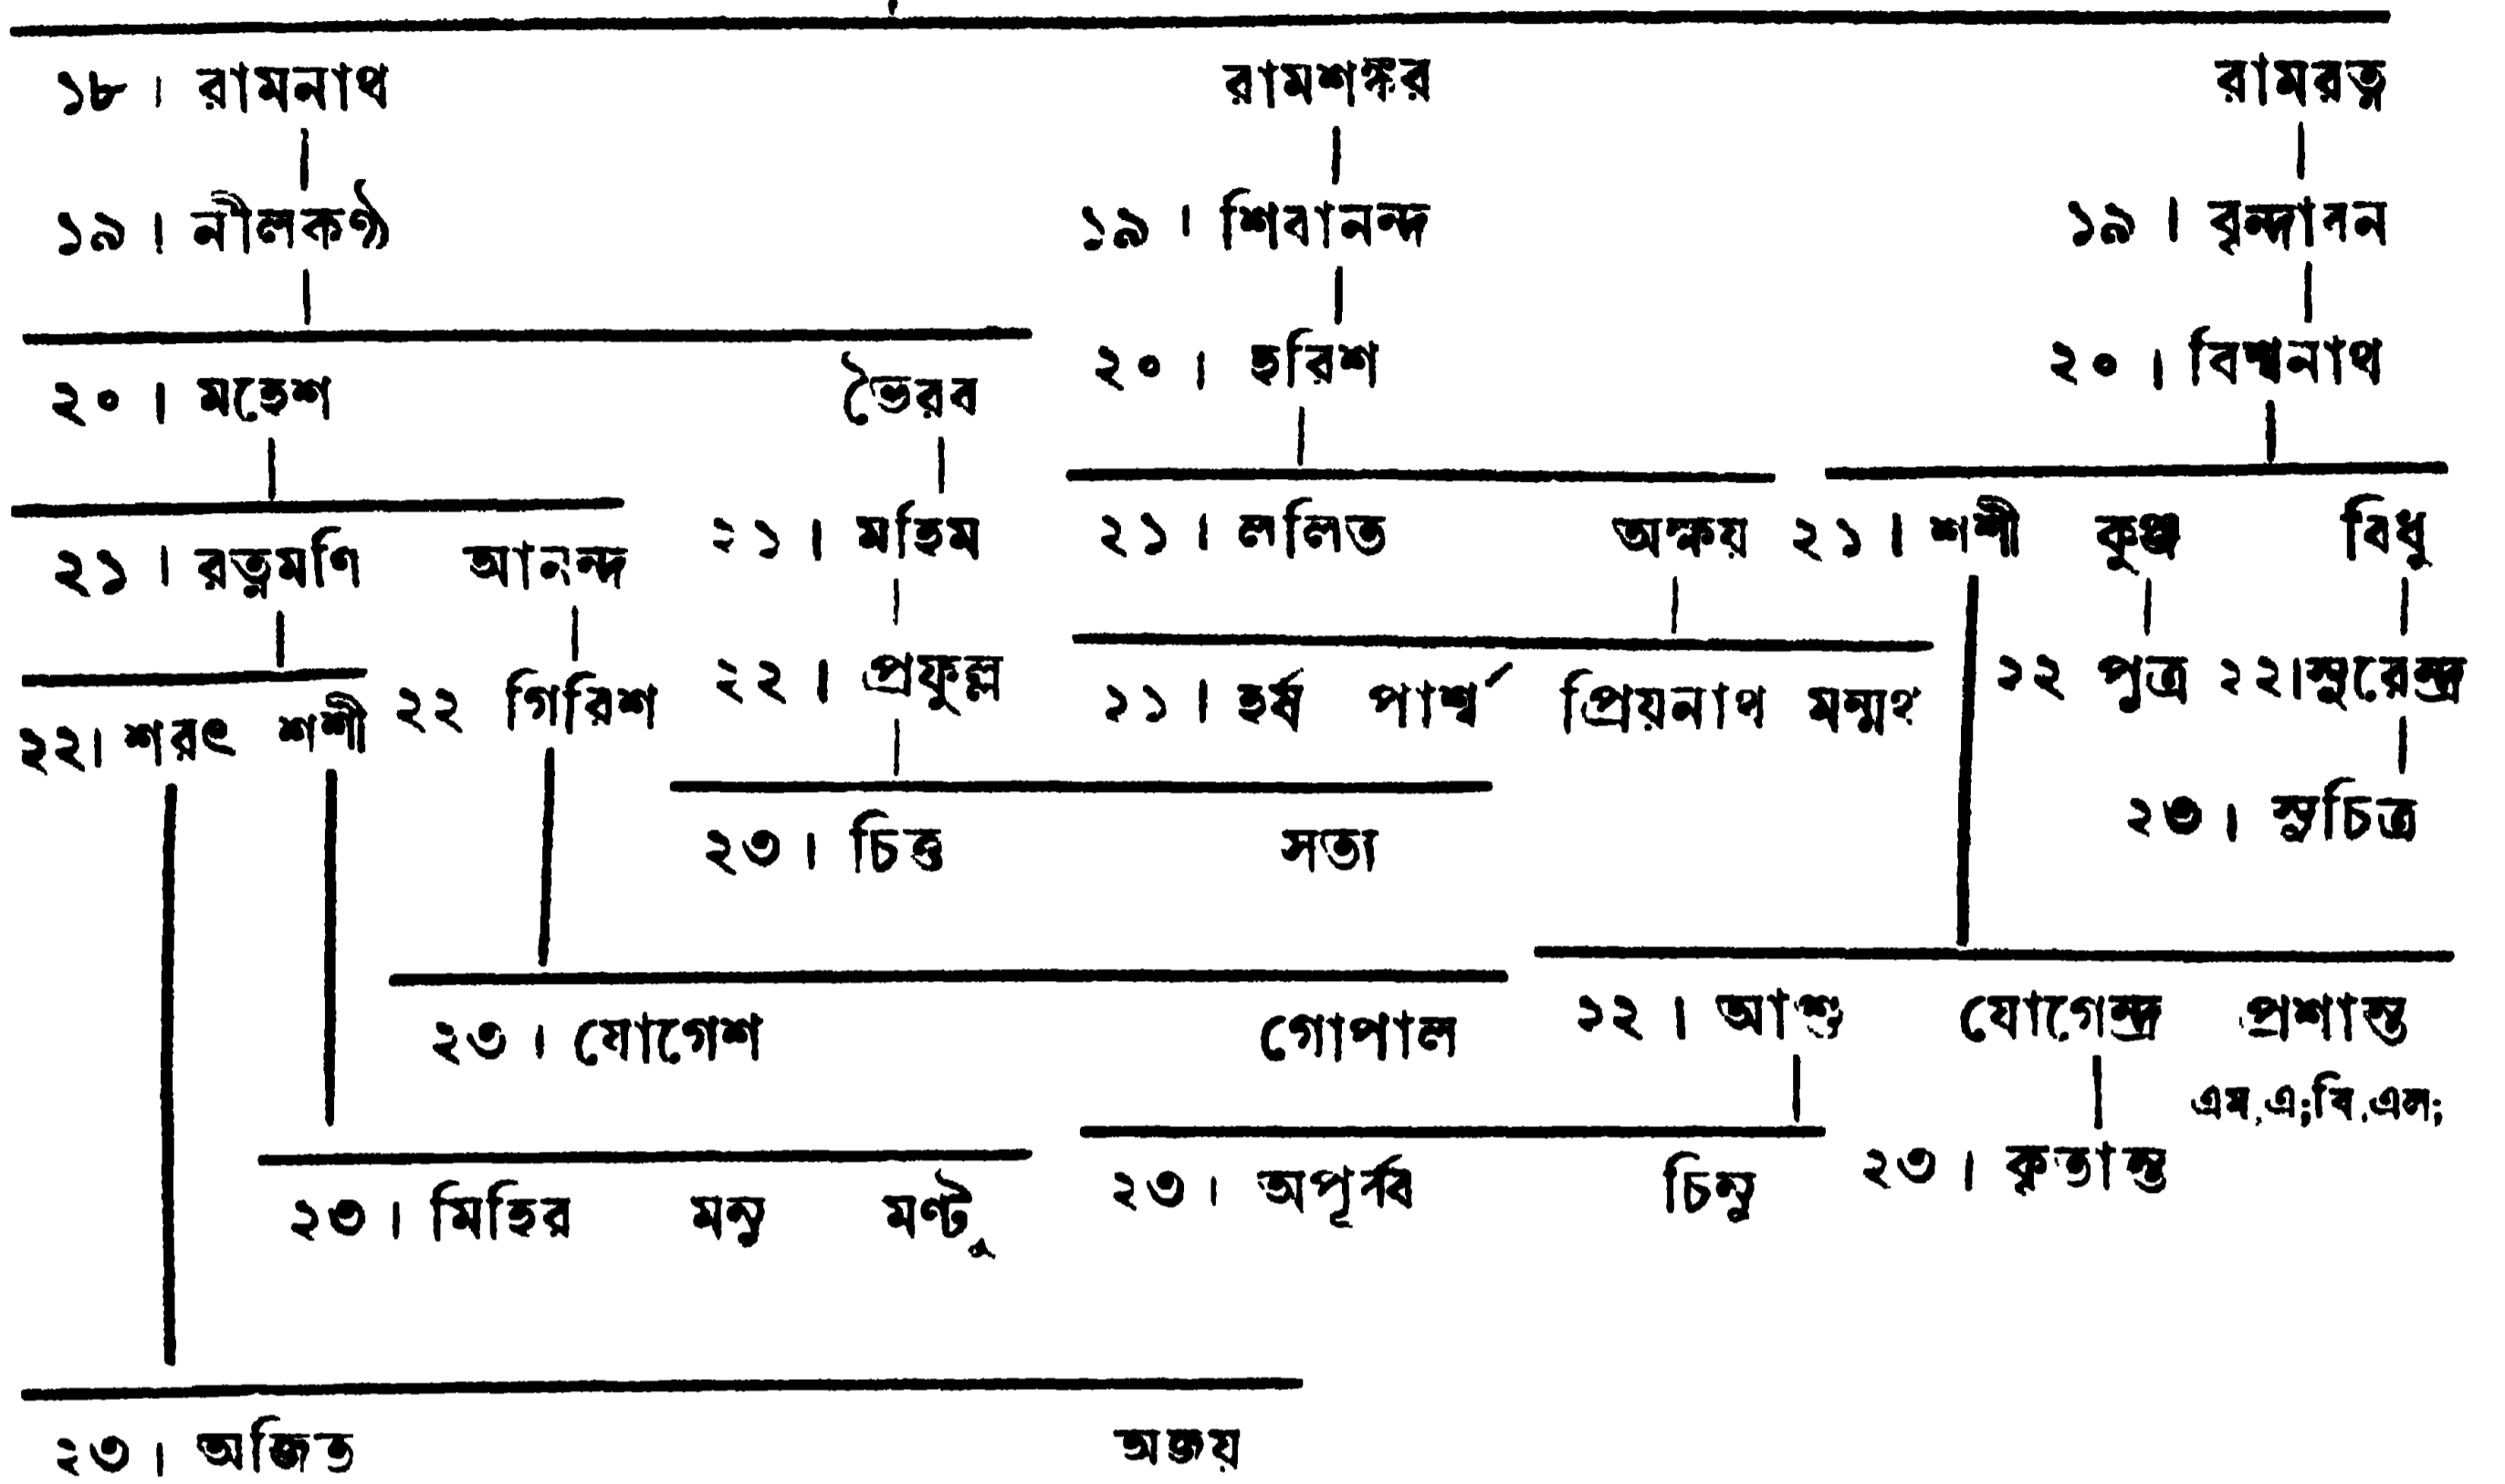 ১৮। রামনাথ রামশঙ্কর রামরত্ন
১৯। নীলকণ্ঠ ১৯। শিবানন্দ ১৯। বৃন্দাবন
২০। মহেশ ভৈরব ২০। হরিশ ২০। বিশ্বনাথ
২১। রত্নমণি আনন্দ ২১। মহিম ২১। ললিত অক্ষয় ২১। শশী কুঞ্জ বিধু
২২। শরৎ শশী ২২ গিরিশ ২২। প্রফুল্ল ২১। হর্ষ পার্শ্ব প্রিয়নাথ মন্মথ ২২ পুত্র ২২। সুরেন্দ্র
২৩। চিত্ত সত্য ২৩। সুচিত্র
২৩। যোগেশ গোপাল ২২। আশু যোগেন্দ্র প্রশান্ত
এম.এ; বি.এল;
২৩। মিহির মনু মণ্টু ২৩। অপূর্ব্ব চিনু ২৩। কৃতান্ত
২৩। অজিত অজয়